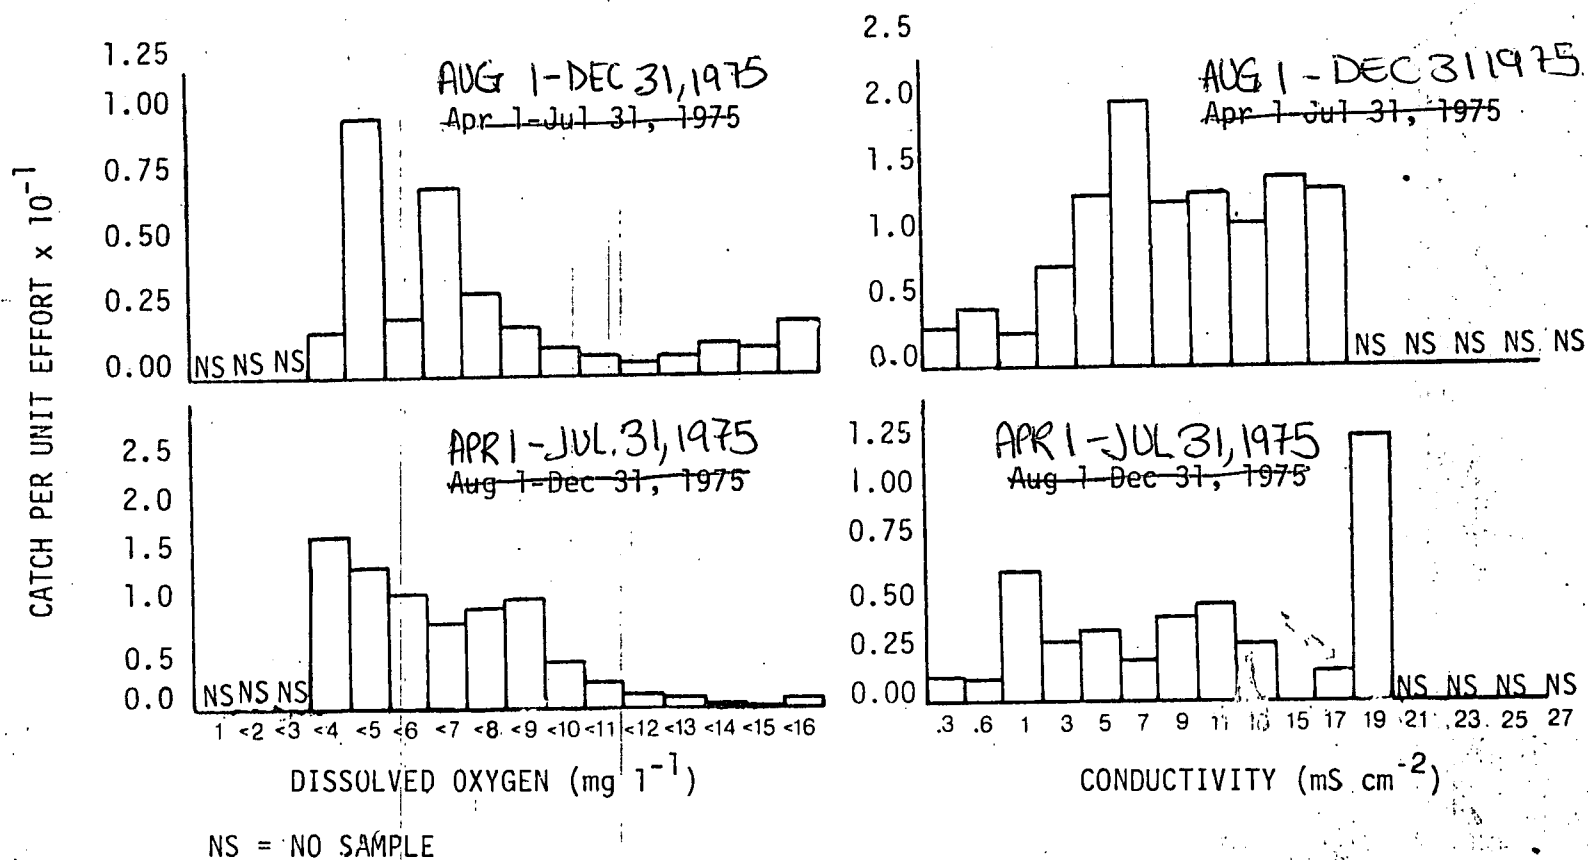 CATCH PER UNIT EFFORT x 10-1
1.25
1.00
0.75
0.50
0.25
0.00
AUG 1-DEC 31, 1975
Apr 1-Jul 31, 1975
NS NS NS
2.5
2.0
1.5
1.0
0.5
0.0
AUG 1 - DEC 31 1975
Apr 1-Jul 31, 1975
NS NS NS NS NS
2.5
2.0
1.5
1.0
0.5
0.0
APR 1 - JUL. 31, 1975
Aug 1-Dec 31, 1975
NS NS NS
1 <2 <3 <4 <5 <6 <7 <8 <9 <10 <11 <12 <13 <14 <15 <16
DISSOLVED OXYGEN (mg l-1)
1.25
1.00
0.75
0.50
0.25
0.00
APR 1 - JUL 31, 1975
Aug 1-Dec 31, 1975
NS NS NS NS
.3 .6 1 3 5 7 9 11 13 15 17 19 21 23 25 27
CONDUCTIVITY (mS cm-2)
NS = NO SAMPLE